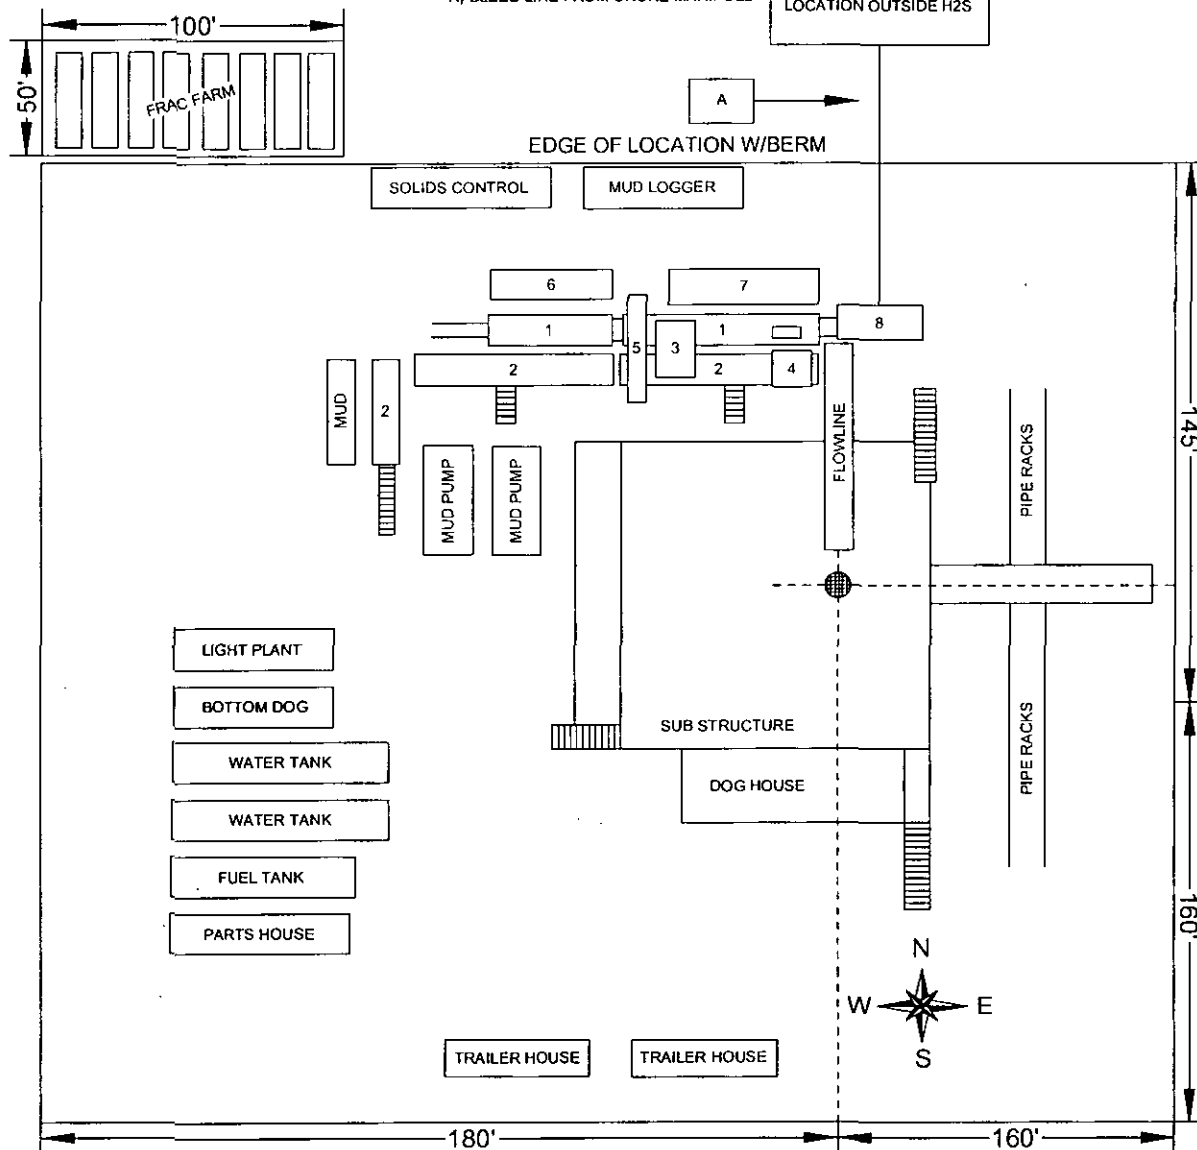 LOCATION OUTSIDE H2S
100'
50'
FRAC FARM
A
EDGE OF LOCATION W/BERM
SOLIDS CONTROL
MUD LOGGER
6
7
1
1
8
5
3
2
2
4
MUD
2
FLOWLINE
MUD PUMP
MUD PUMP
PIPE RACKS
145'
LIGHT PLANT
BOTTOM DOG
WATER TANK
WATER TANK
FUEL TANK
PARTS HOUSE
SUB STRUCTURE
DOG HOUSE
PIPE RACKS
160'
N
W
E
S
TRAILER HOUSE
TRAILER HOUSE
180'
160'